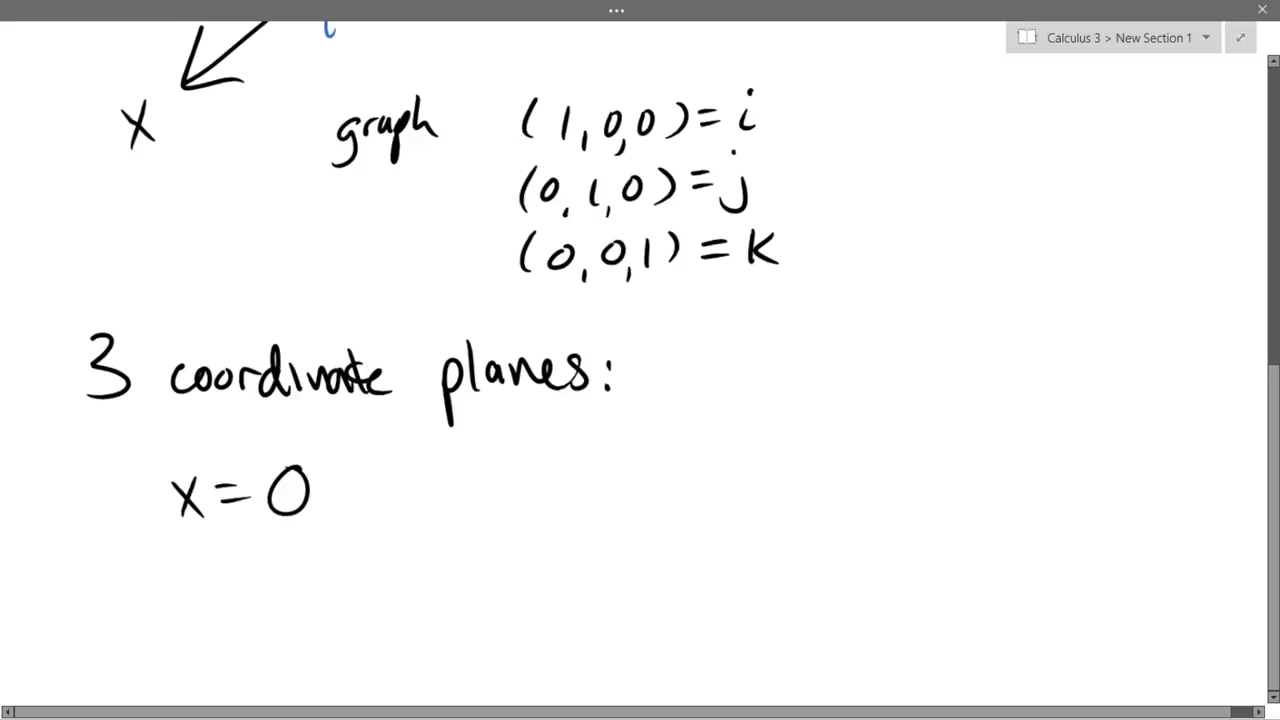 ...
Calculus 3 > New Section 1
i
x
graph (1,0,0)=i
(0,1,0)=j
(0,0,1)=k
3 coordinate planes:
x=0